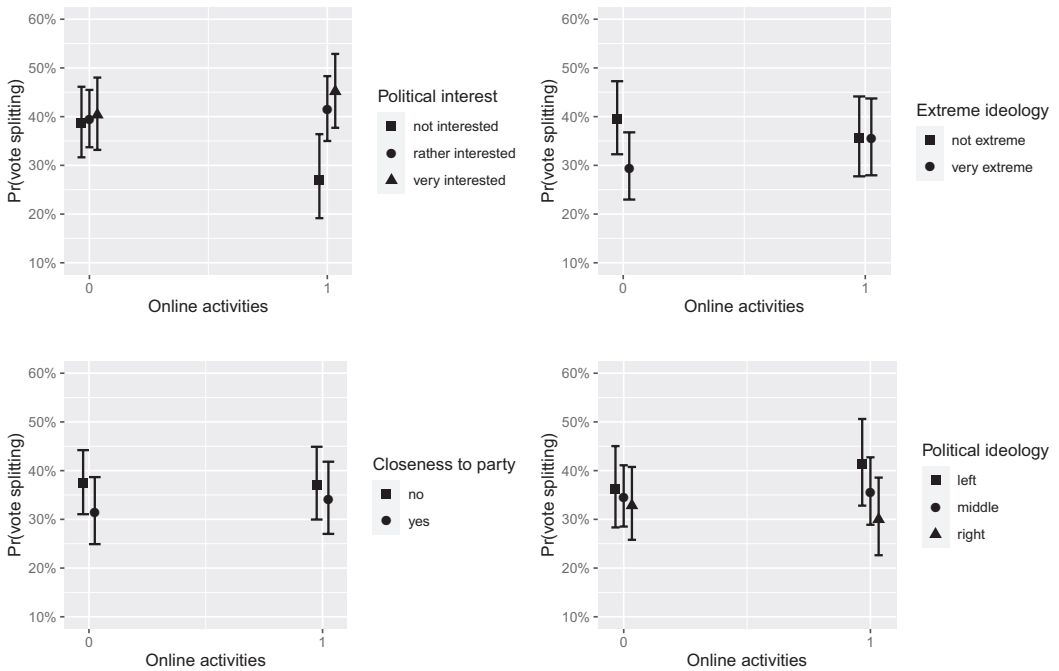 60%
50%
40%
30%
20%
10%
Pr(vote splitting)
0
1
Online activities
Political interest
not interested
rather interested
very interested
60%
50%
40%
30%
20%
10%
Pr(vote splitting)
0
1
Online activities
Extreme ideology
not extreme
very extreme
60%
50%
40%
30%
20%
10%
Pr(vote splitting)
0
1
Online activities
Closeness to party
no
yes
60%
50%
40%
30%
20%
10%
Pr(vote splitting)
0
1
Online activities
Political ideology
left
middle
right